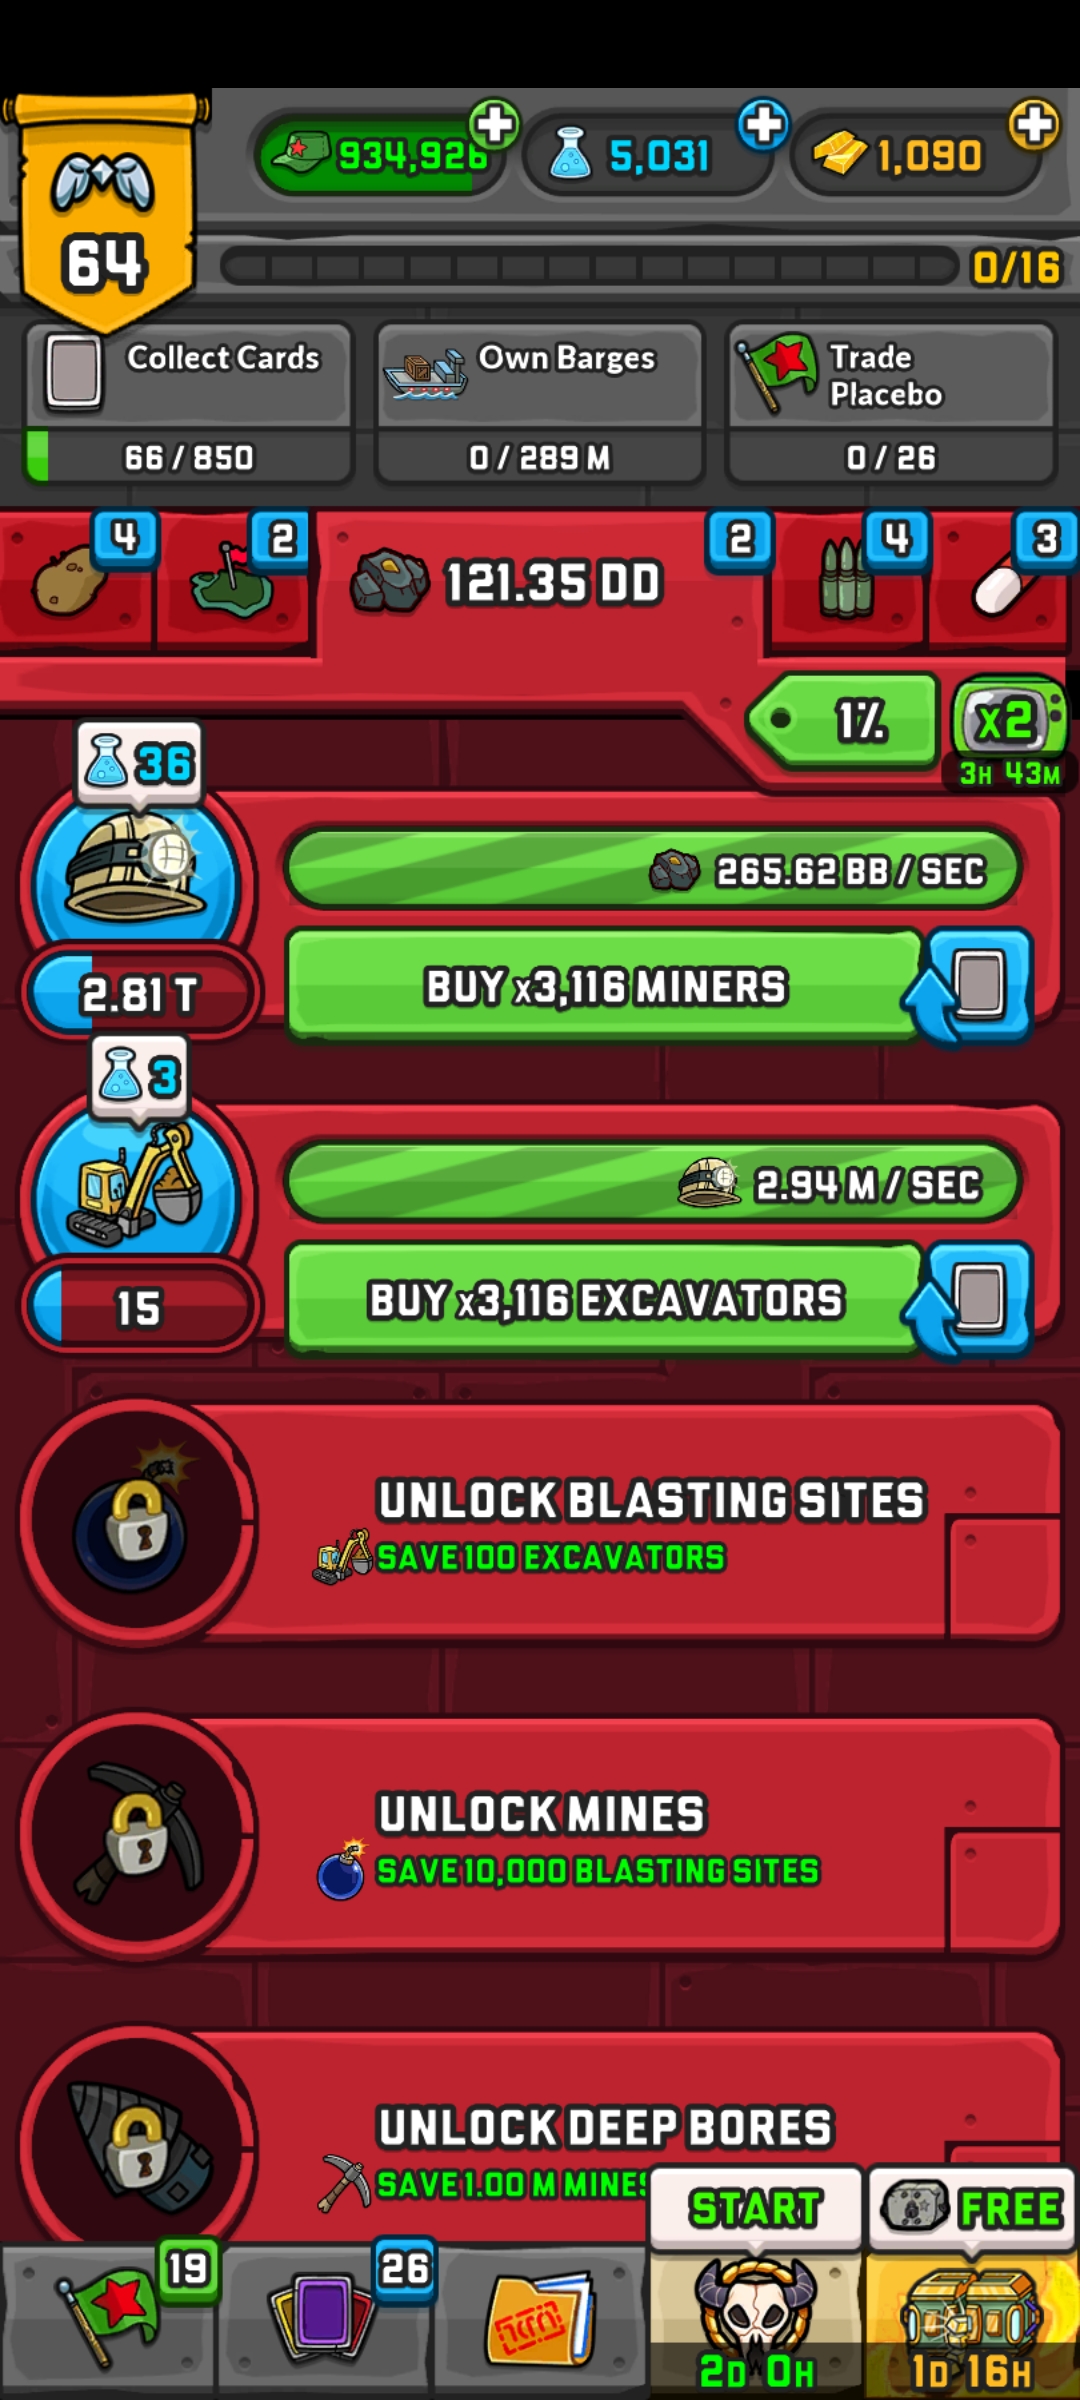 934,926
5,031
1,090
64
0/16
Collect Cards
66 / 850
Own Barges
0 / 289 M
Trade
Placebo
0 / 26
4
2
121.35 DD
2
4
3
1%
x2
3H 43M
36
265.62 BB / SEC
2.81 T
BUY x3,116 MINERS
3
2.94 M / SEC
15
BUY x3,116 EXCAVATORS
UNLOCK BLASTING SITES
SAVE 100 EXCAVATORS
UNLOCK MINES
SAVE 10,000 BLASTING SITES
UNLOCK DEEP BORES
SAVE 1.00 M MINES
START
FREE
19
26
2D 0H
1D 16H